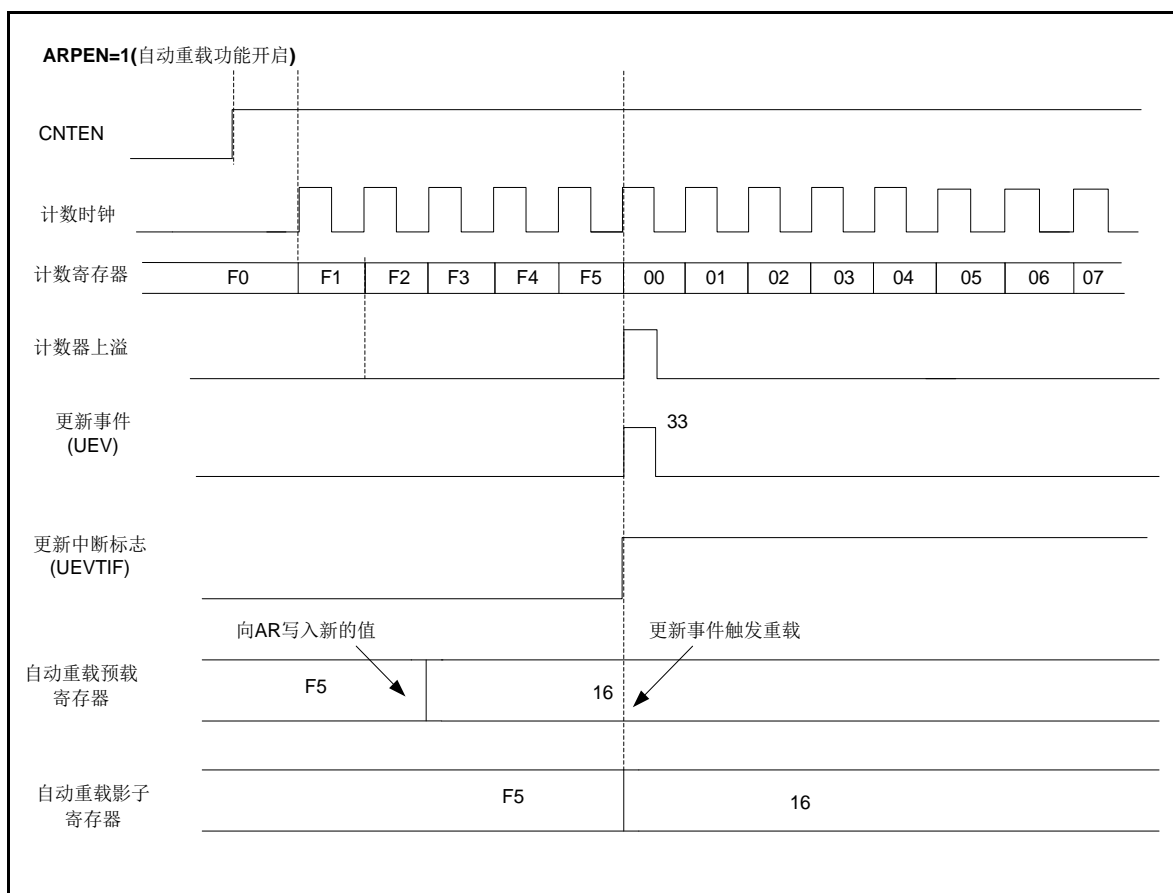 ARPEN=1(自动重载功能开启)
CNTEN
计数时钟
计数寄存器
F0 F1 F2 F3 F4 F5 00 01 02 03 04 05 06 07
计数器上溢
更新事件
(UEV)
33
更新中断标志
(UEVTIF)
向AR写入新的值
更新事件触发重载
自动重载预载
寄存器
F5
16
自动重载影子
寄存器
F5
16